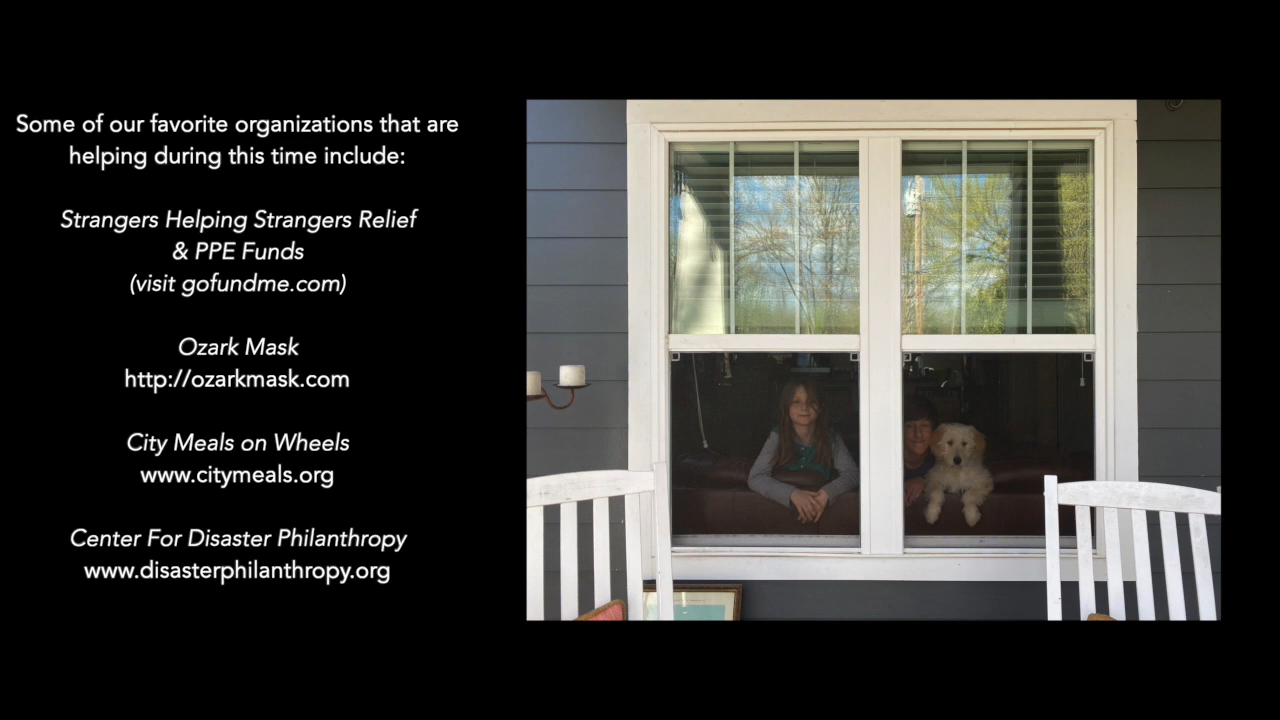 Some of our favorite organizations that are
helping during this time include:
Strangers Helping Strangers Relief
& PPE Funds
(visit gofundme.com)
Ozark Mask
http://ozarkmask.com
City Meals on Wheels
www.citymeals.org
Center For Disaster Philanthropy
www.disasterphilanthropy.org